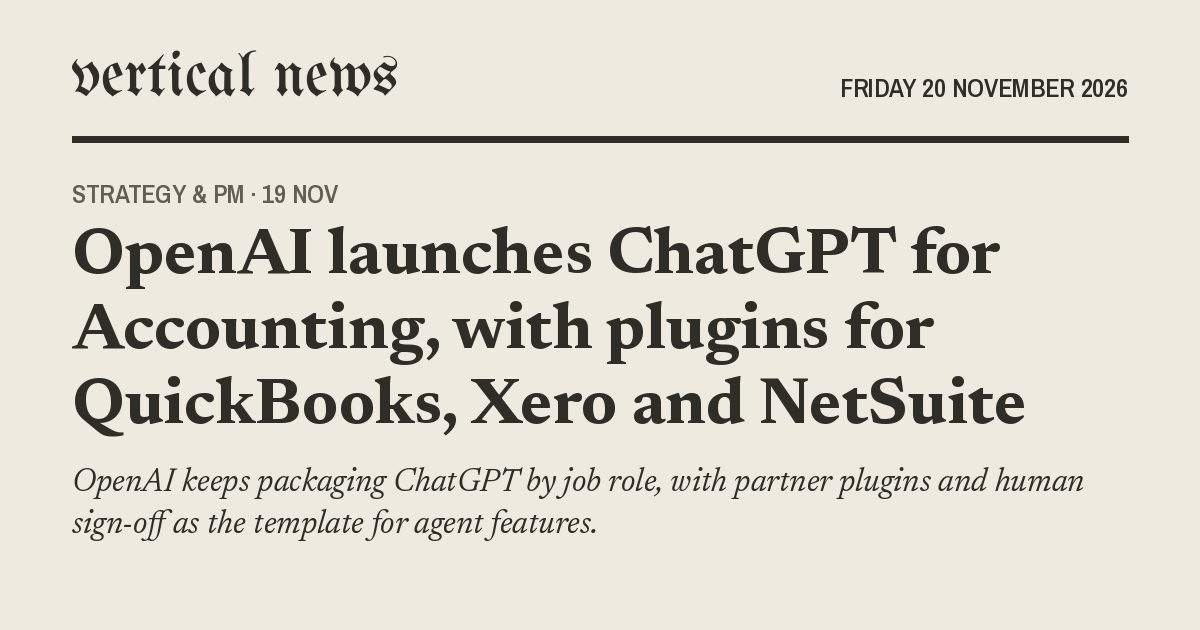 vertical news
FRIDAY 20 NOVEMBER 2026
STRATEGY & PM · 19 NOV
OpenAI launches ChatGPT for
Accounting, with plugins for
QuickBooks, Xero and NetSuite
OpenAI keeps packaging ChatGPT by job role, with partner plugins and human
sign-off as the template for agent features.